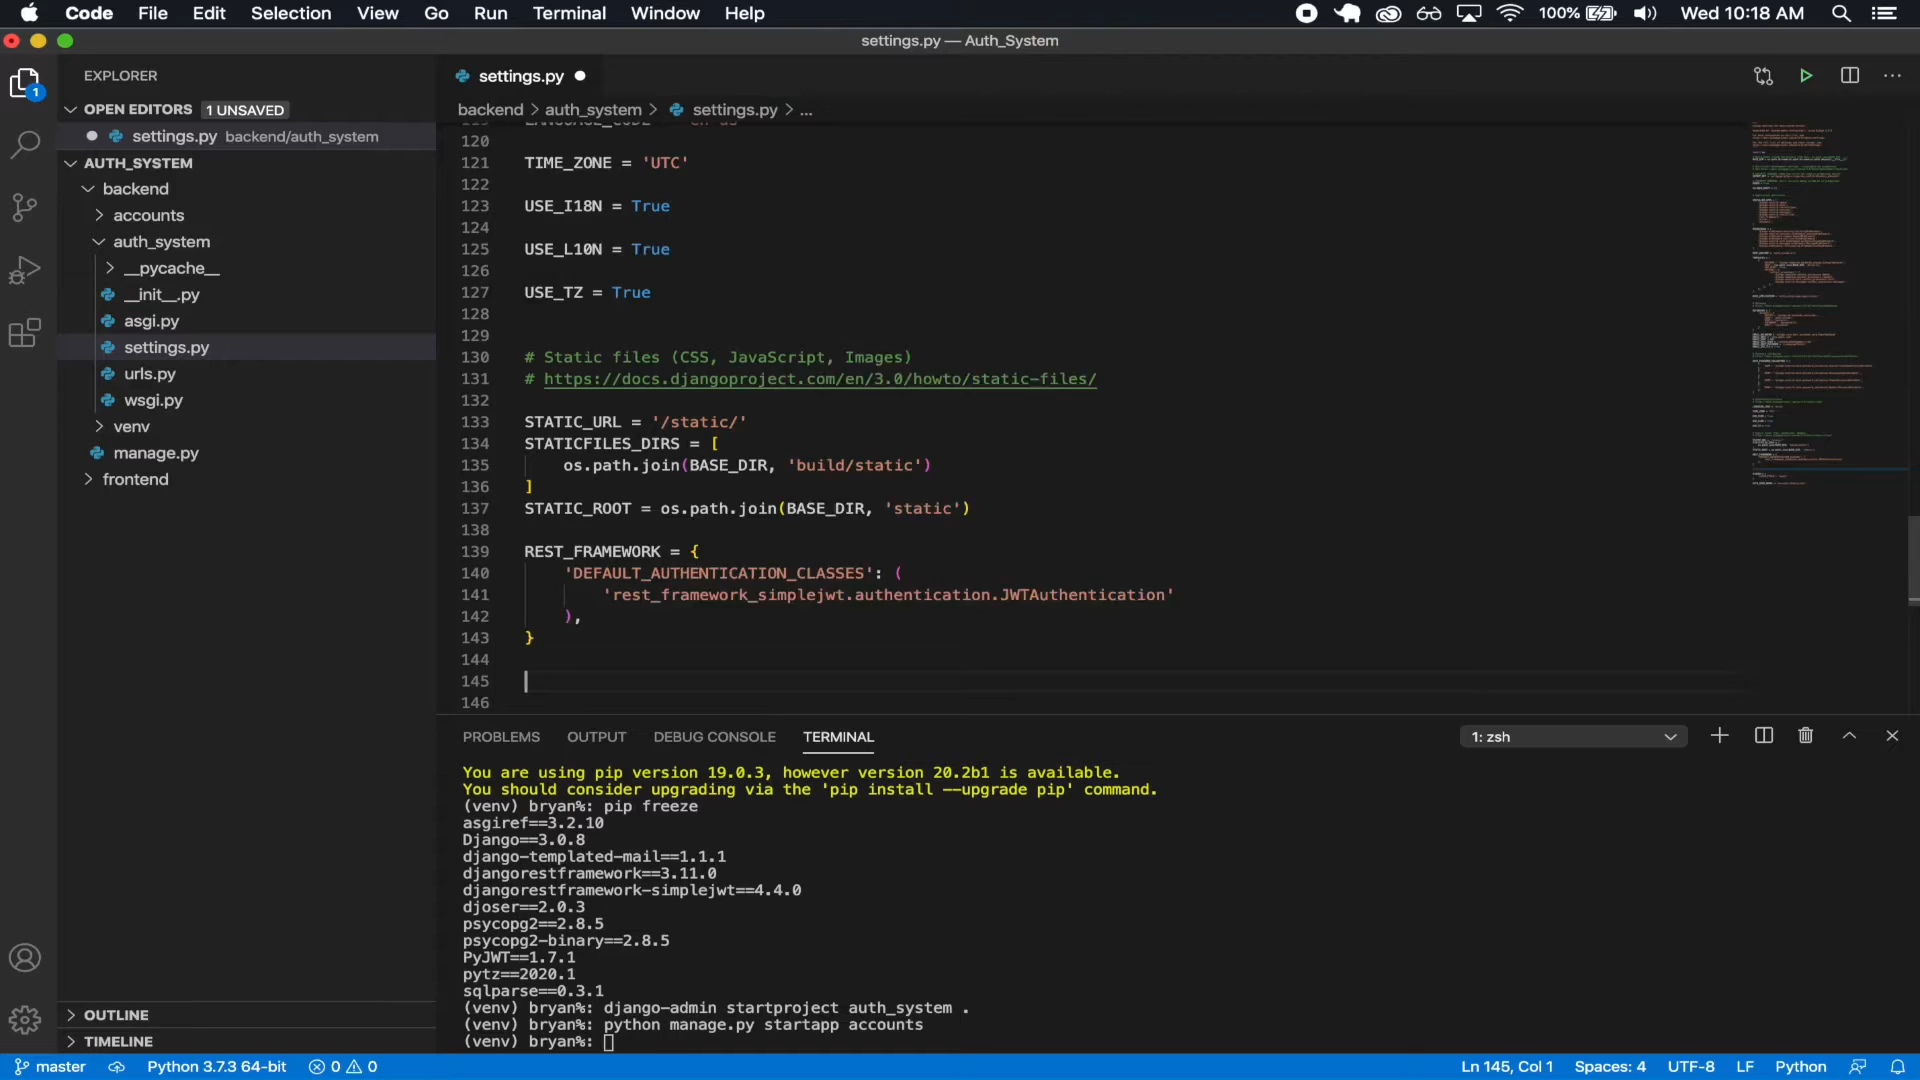 Code File Edit Selection View Go Run Terminal Window Help 100% Wed 10:18 AM
settings.py — Auth_System
EXPLORER
OPEN EDITORS 1 UNSAVED
settings.py backend/auth_system
AUTH_SYSTEM
backend
accounts
auth_system
__pycache__
__init__.py
asgi.py
settings.py
urls.py
wsgi.py
venv
manage.py
frontend
OUTLINE
TIMELINE
1
settings.py
backend > auth_system > settings.py > ...
120
121 TIME_ZONE = 'UTC'
122
123 USE_I18N = True
124
125 USE_L10N = True
126
127 USE_TZ = True
128
129
130 # Static files (CSS, JavaScript, Images)
131 # https://docs.djangoproject.com/en/3.0/howto/static-files/
132
133 STATIC_URL = '/static/'
134 STATICFILES_DIRS = [
135 os.path.join(BASE_DIR, 'build/static')
136 ]
137 STATIC_ROOT = os.path.join(BASE_DIR, 'static')
138
139 REST_FRAMEWORK = {
140 'DEFAULT_AUTHENTICATION_CLASSES': (
141 'rest_framework_simplejwt.authentication.JWTAuthentication'
142 ),
143 }
144
145
146
PROBLEMS OUTPUT DEBUG CONSOLE TERMINAL 1: zsh
You are using pip version 19.0.3, however version 20.2b1 is available.
You should consider upgrading via the 'pip install --upgrade pip' command.
(venv) bryan%: pip freeze
asgiref==3.2.10
Django==3.0.8
django-templated-mail==1.1.1
djangorestframework==3.11.0
djangorestframework-simplejwt==4.4.0
djoser==2.0.3
psycopg2==2.8.5
psycopg2-binary==2.8.5
PyJWT==1.7.1
pytz==2020.1
sqlparse==0.3.1
(venv) bryan%: django-admin startproject auth_system .
(venv) bryan%: python manage.py startapp accounts
(venv) bryan%:
master Python 3.7.3 64-bit 0 0 Ln 145, Col 1 Spaces: 4 UTF-8 LF Python